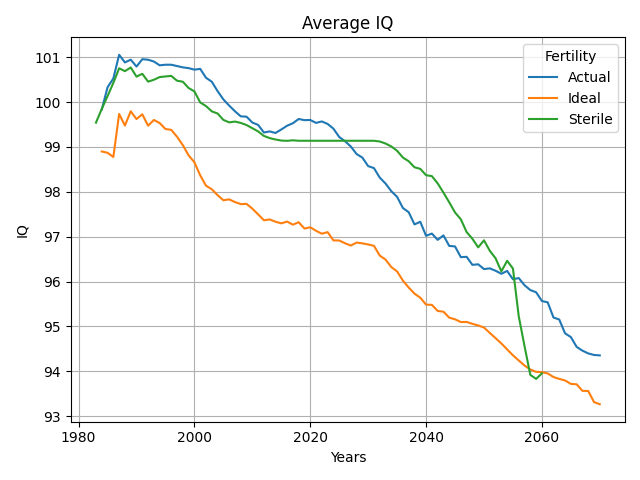 Average IQ
Fertility
Actual
Ideal
Sterile
IQ
101
100
99
98
97
96
95
94
93
1980
2000
2020
2040
2060
Years